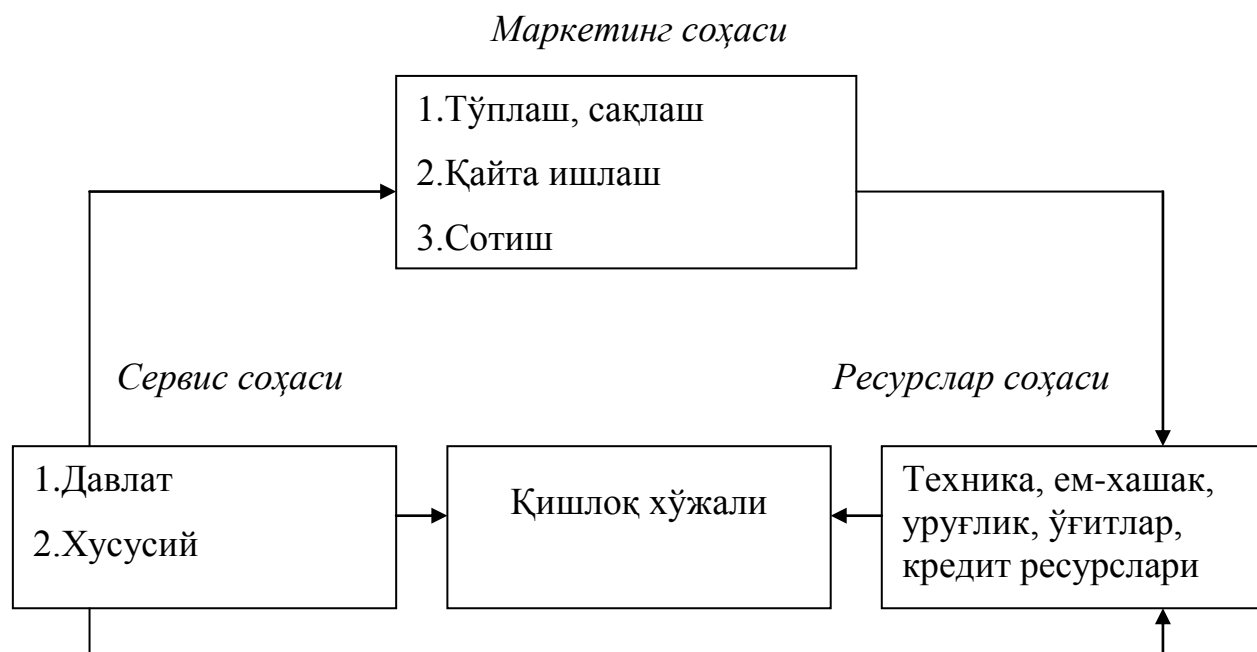 Маркетинг соҳаси
1.Тўплаш, сақлаш
2.Қайта ишлаш
3.Сотиш
Сервис соҳаси
Ресурслар соҳаси
1.Давлат
2.Хусусий
Қишлоқ хўжали
Техника, ем-хашак,
уруғлик, ўғитлар,
кредит ресурслари